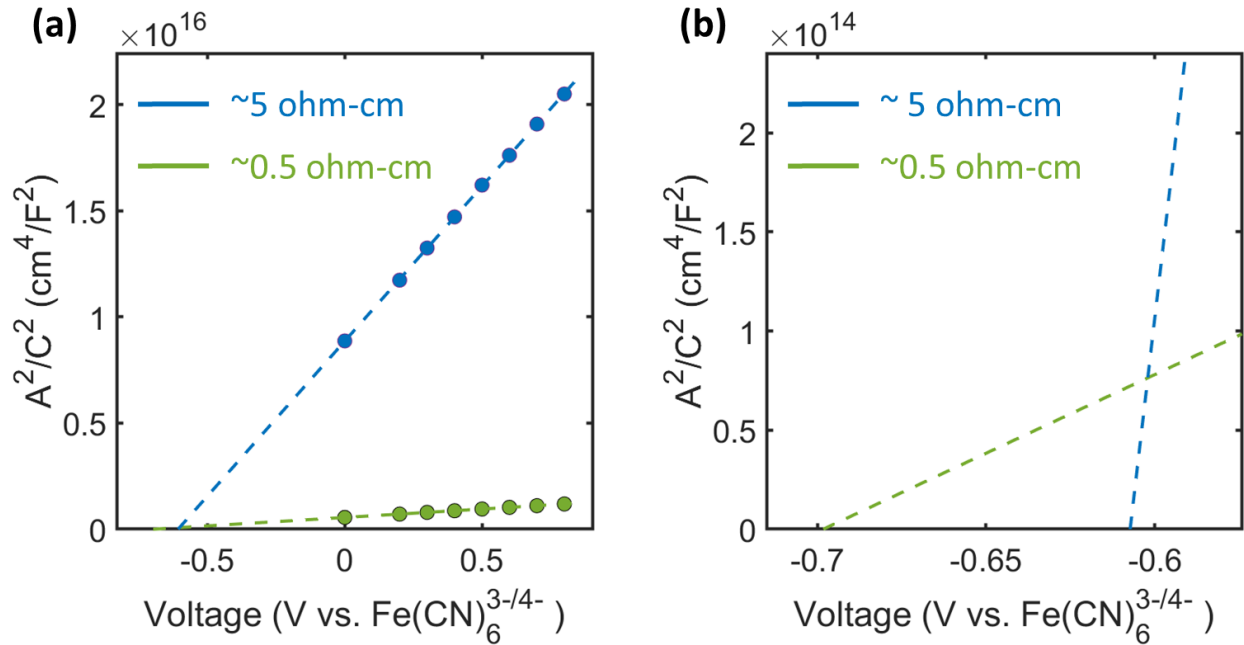 (a)
×10^16
~5 ohm-cm
~0.5 ohm-cm
2
1.5
1
0.5
0
A^2/C^2 (cm^4/F^2)
-0.5 0 0.5
Voltage (V vs. Fe(CN)_6^3-/4- )
(b)
×10^14
~ 5 ohm-cm
~0.5 ohm-cm
2
1.5
1
0.5
0
A^2/C^2 (cm^4/F^2)
-0.7 -0.65 -0.6
Voltage (V vs. Fe(CN)_6^3-/4- )